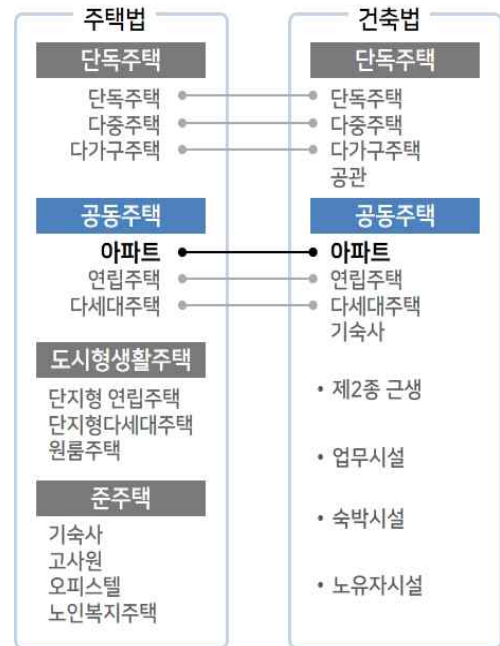 주택법
단독주택
단독주택
다중주택
다가구주택
공동주택
아파트
연립주택
다세대주택
도시형생활주택
단지형 연립주택
단지형다세대주택
원룸주택
준주택
기숙사
고사원
오피스텔
노인복지주택
건축법
단독주택
단독주택
다중주택
다가구주택
공관
공동주택
아파트
연립주택
다세대주택
기숙사
• 제2종 근생
• 업무시설
• 숙박시설
• 노유자시설